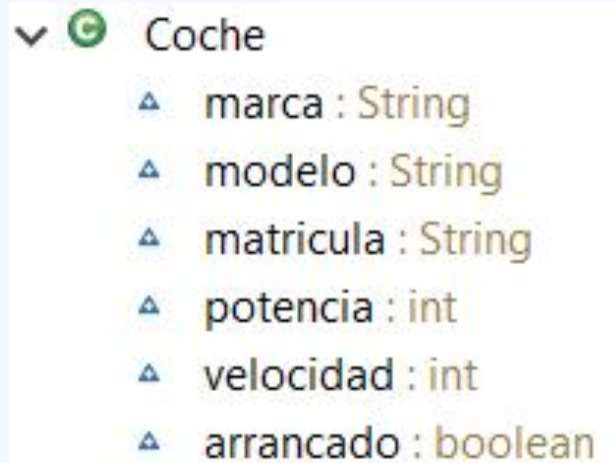 Coche
marca : String
modelo : String
matricula : String
potencia : int
velocidad : int
arrancado : boolean